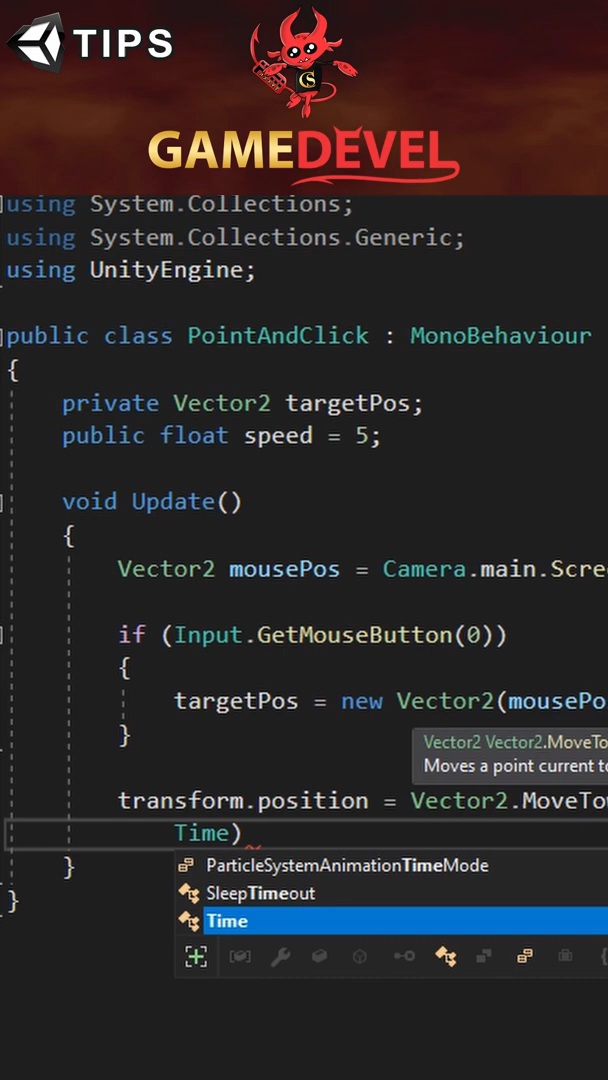 TIPS
GS
GAMEDEVEL
using System.Collections;
using System.Collections.Generic;
using UnityEngine;
public class PointAndClick : MonoBehaviour
{
private Vector2 targetPos;
public float speed = 5;
void Update()
{
Vector2 mousePos = Camera.main.Scre
if (Input.GetMouseButton(0))
{
targetPos = new Vector2(mousePo
}
Vector2 Vector2.MoveTo
Moves a point current to
transform.position = Vector2.MoveTow
Time)
}
}
ParticleSystemAnimationTimeMode
SleepTimeout
Time